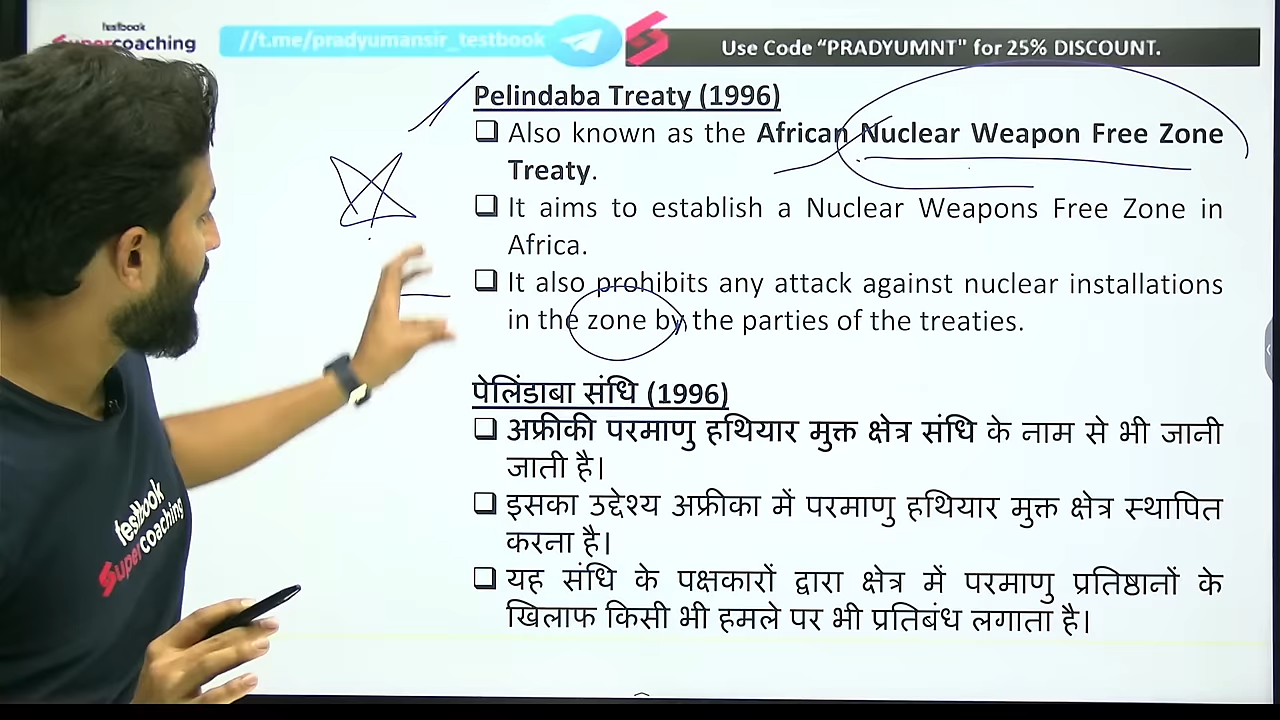 testbook
Supercoaching
//t.me/pradyumansir_testbook
Use Code “PRADYUMNT" for 25% DISCOUNT.
Pelindaba Treaty (1996)
Also known as the African Nuclear Weapon Free Zone
Treaty.
It aims to establish a Nuclear Weapons Free Zone in
Africa.
It also prohibits any attack against nuclear installations
in the zone by the parties of the treaties.
पेलिंडाबा संधि (1996)
अफ्रीकी परमाणु हथियार मुक्त क्षेत्र संधि के नाम से भी जानी
जाती है।
इसका उद्देश्य अफ्रीका में परमाणु हथियार मुक्त क्षेत्र स्थापित
करना है।
यह संधि के पक्षकारों द्वारा क्षेत्र में परमाणु प्रतिष्ठानों के
खिलाफ किसी भी हमले पर भी प्रतिबंध लगाता है।
testbook
Supercoaching